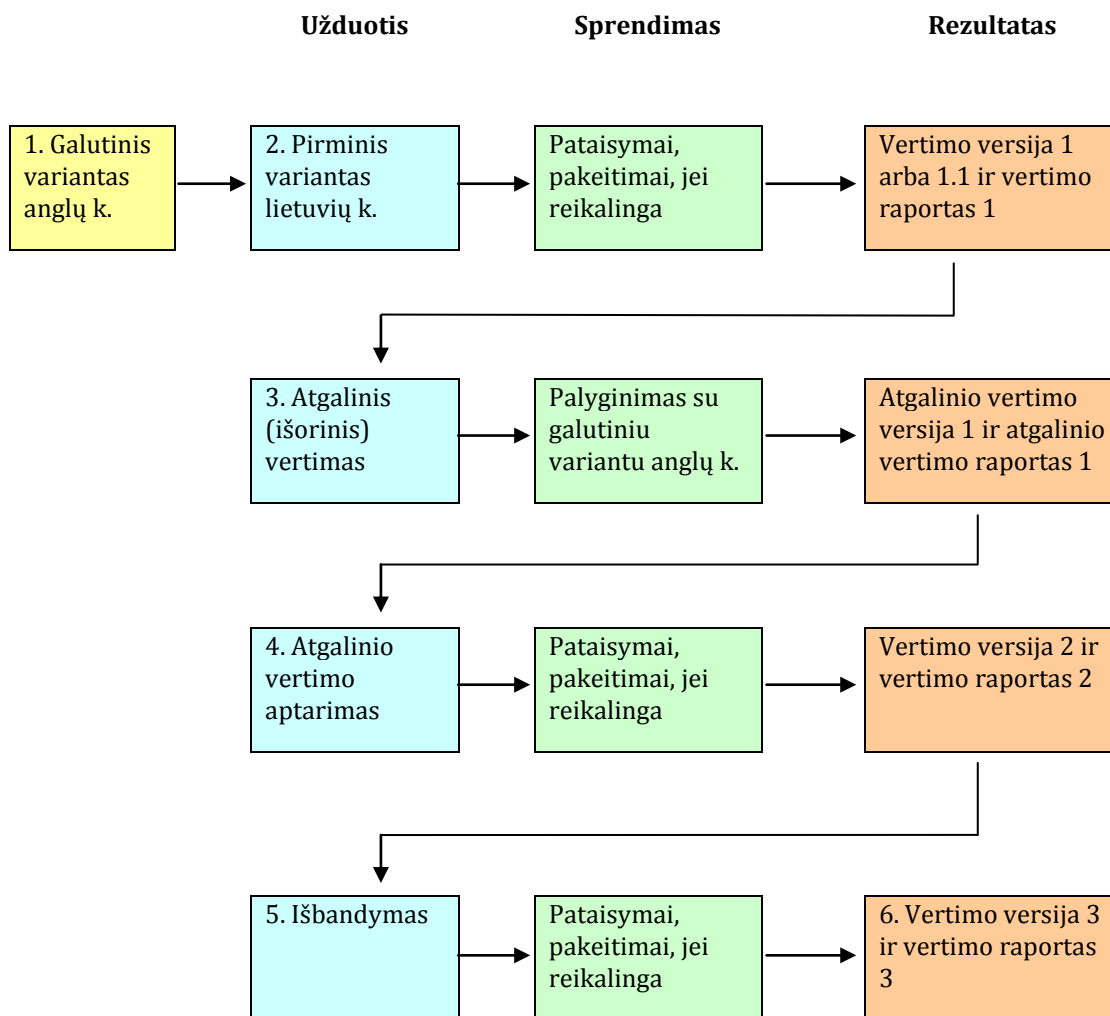 Užduotis
Sprendimas
Rezultatas
1. Galutinis
variantas
anglų k.
2. Pirminis
variantas
lietuvių k.
Pataisymai,
pakeitimai, jei
reikalinga
Vertimo versija 1
arba 1.1 ir vertimo
raportas 1
3. Atgalinis
(išorinis)
vertimas
Palyginimas su
galutiniu
variantu anglų k.
Atgalinio vertimo
versija 1 ir atgalinio
vertimo raportas 1
4. Atgalinio
vertimo
aptarimas
Pataisymai,
pakeitimai, jei
reikalinga
Vertimo versija 2 ir
vertimo raportas 2
5. Išbandymas
Pataisymai,
pakeitimai, jei
reikalinga
6. Vertimo versija 3
ir vertimo raportas
3